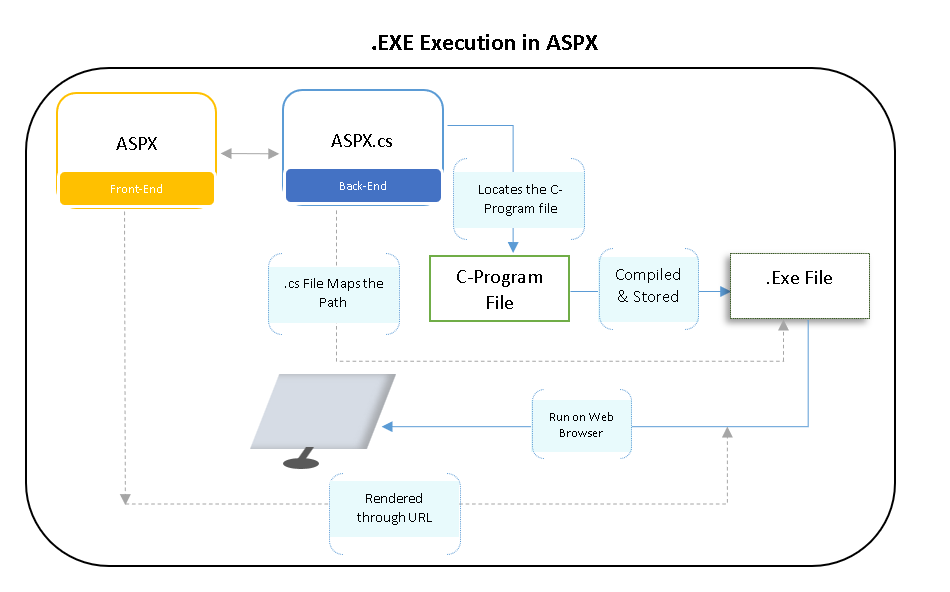 .EXE Execution in ASPX
ASPX
Front-End
ASPX.cs
Back-End
Locates the C-
Program file
.cs File Maps the
Path
C-Program
File
Compiled
& Stored
.Exe File
Run on Web
Browser
Rendered
through URL